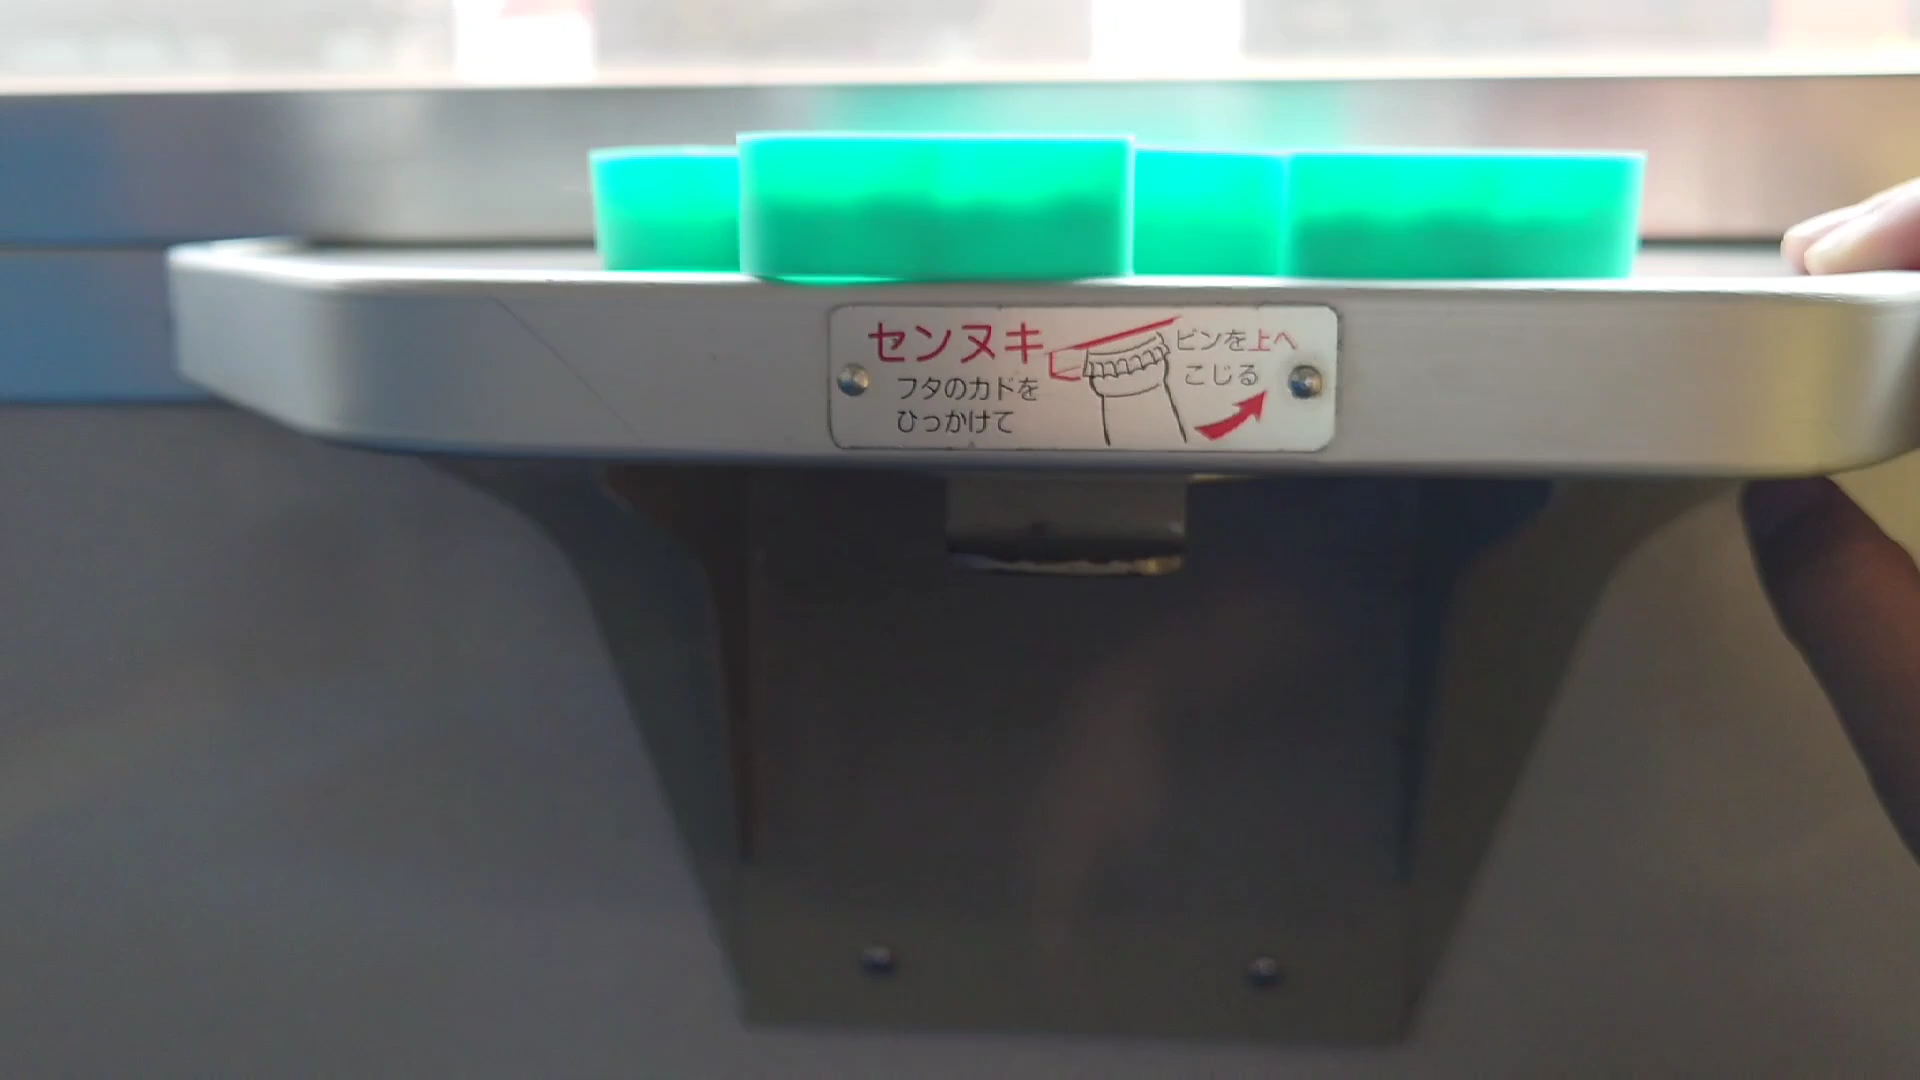 センヌキ
フタのカドを
ひっかけて
ビンを上へ
こじる